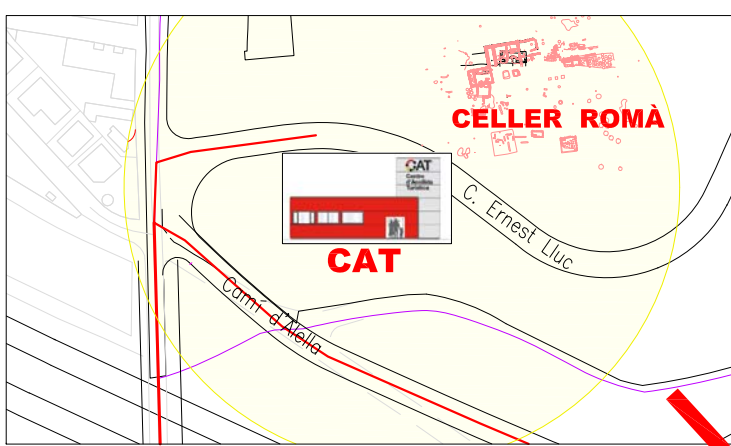 CELLER ROMÀ
CAT
Centre
d'Acollida
Turística
C. Ernest Lluc
CAT
Camí d'Alella